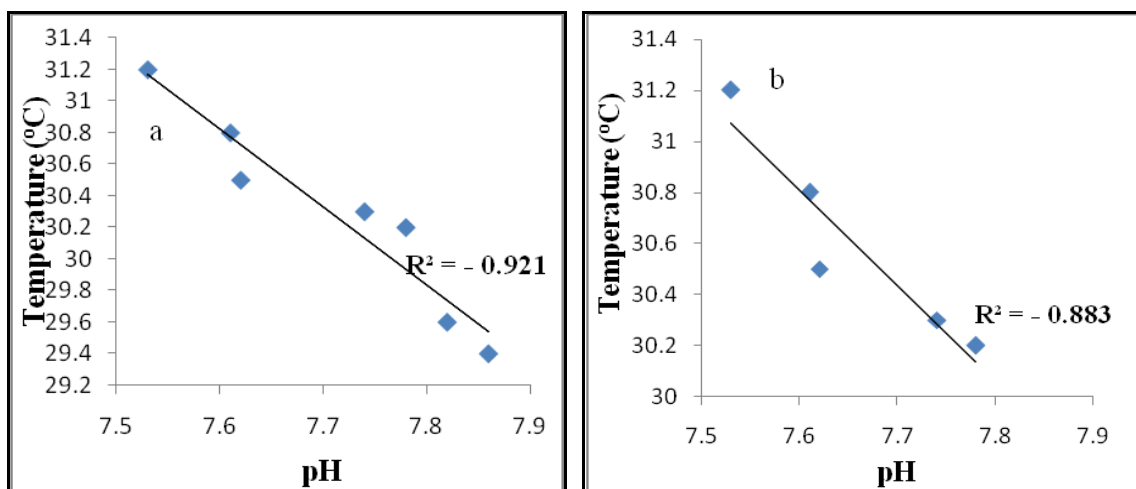 31.4
31.2
31
30.8
30.6
30.4
30.2
30
29.8
29.6
29.4
29.2
Temperature (ºC)
a
R² = - 0.921
7.5 7.6 7.7 7.8 7.9
pH
31.4
31.2
31
30.8
30.6
30.4
30.2
30
Temperature (ºC)
b
R² = - 0.883
7.5 7.6 7.7 7.8 7.9
pH